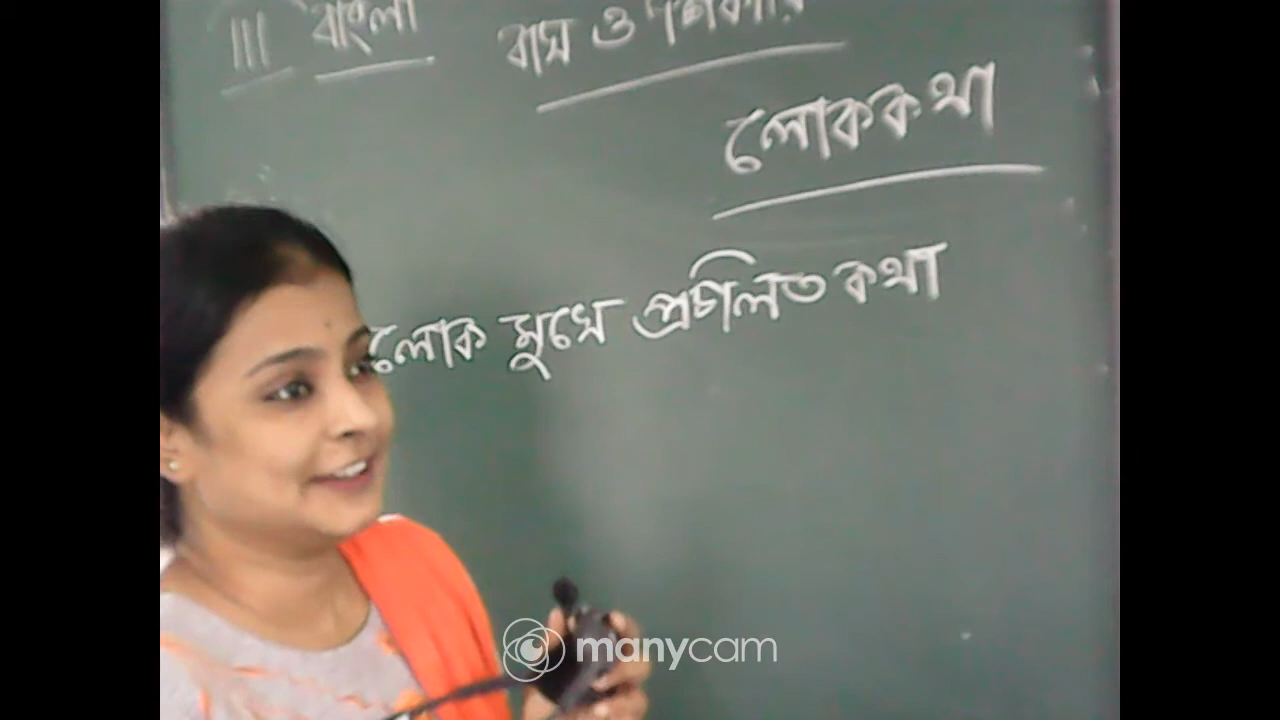 III বাংলা
বাঘ ও শিকারি
লোককথা
লোক মুখে প্রচলিত কথা
manycam